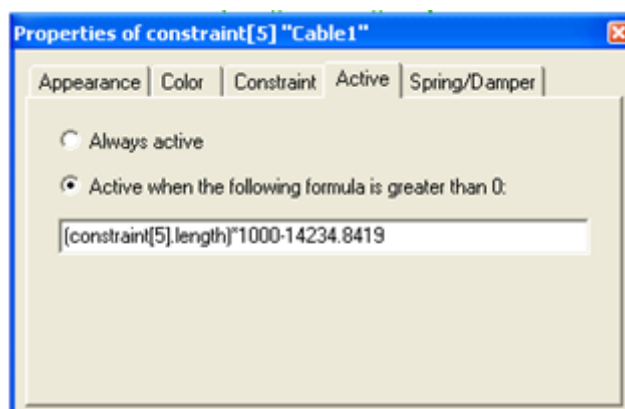 Properties of constraint[5] "Cable1"
Appearance Color Constraint Active Spring/Damper
Always active
Active when the following formula is greater than 0:
(constraint[5].length)*1000-14234.8419